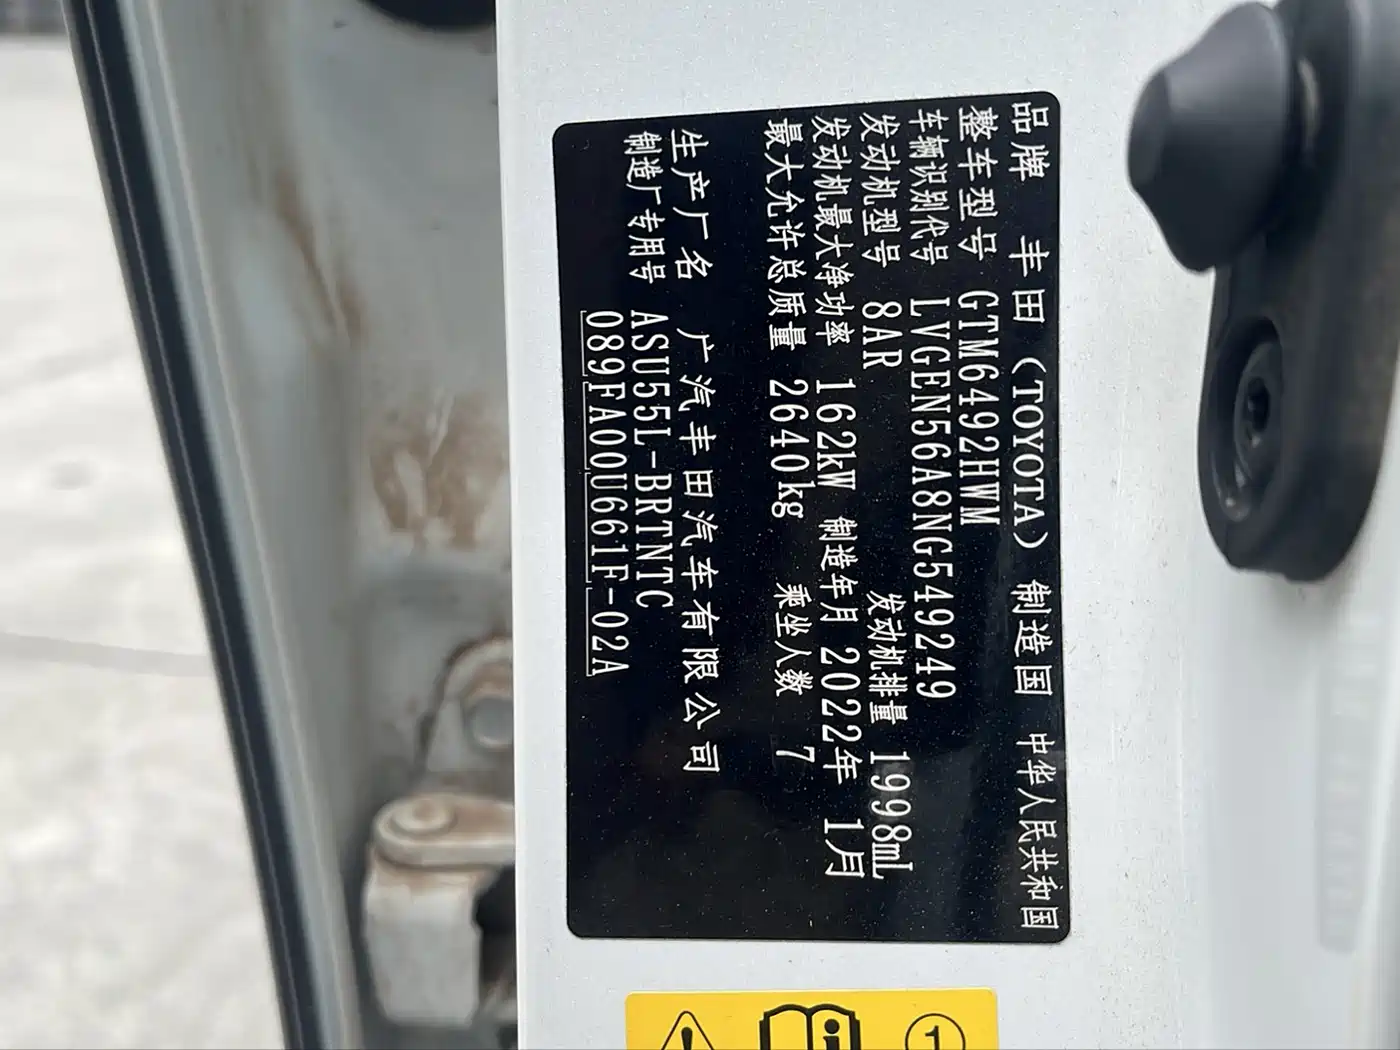 品牌 丰田（TOYOTA） 制造国 中华人民共和国
整车型号 GTM6492HWM
车辆识别代号 LVGEN56A8NG549249
发动机型号 8AR 发动机排量 1998mL
发动机最大净功率 162kW 制造年月 2022年 1月
最大允许总质量 2640kg 乘坐人数 7
生产厂名 广汽丰田汽车有限公司
制造厂专用号 ASU55L-BRTNTC
089FA00U661F-02A
1